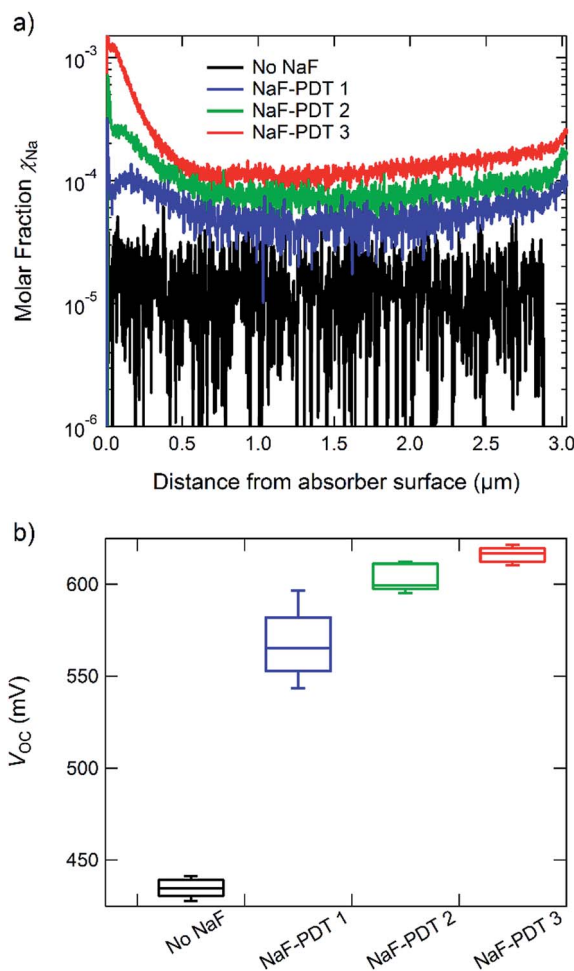 a)
10⁻³
No NaF
NaF-PDT 1
NaF-PDT 2
NaF-PDT 3
Molar Fraction χNa
10⁻⁴
10⁻⁵
10⁻⁶
0.0 0.5 1.0 1.5 2.0 2.5 3.0
Distance from absorber surface (µm)
b)
600
550
VOC (mV)
500
450
No NaF NaF-PDT 1 NaF-PDT 2 NaF-PDT 3